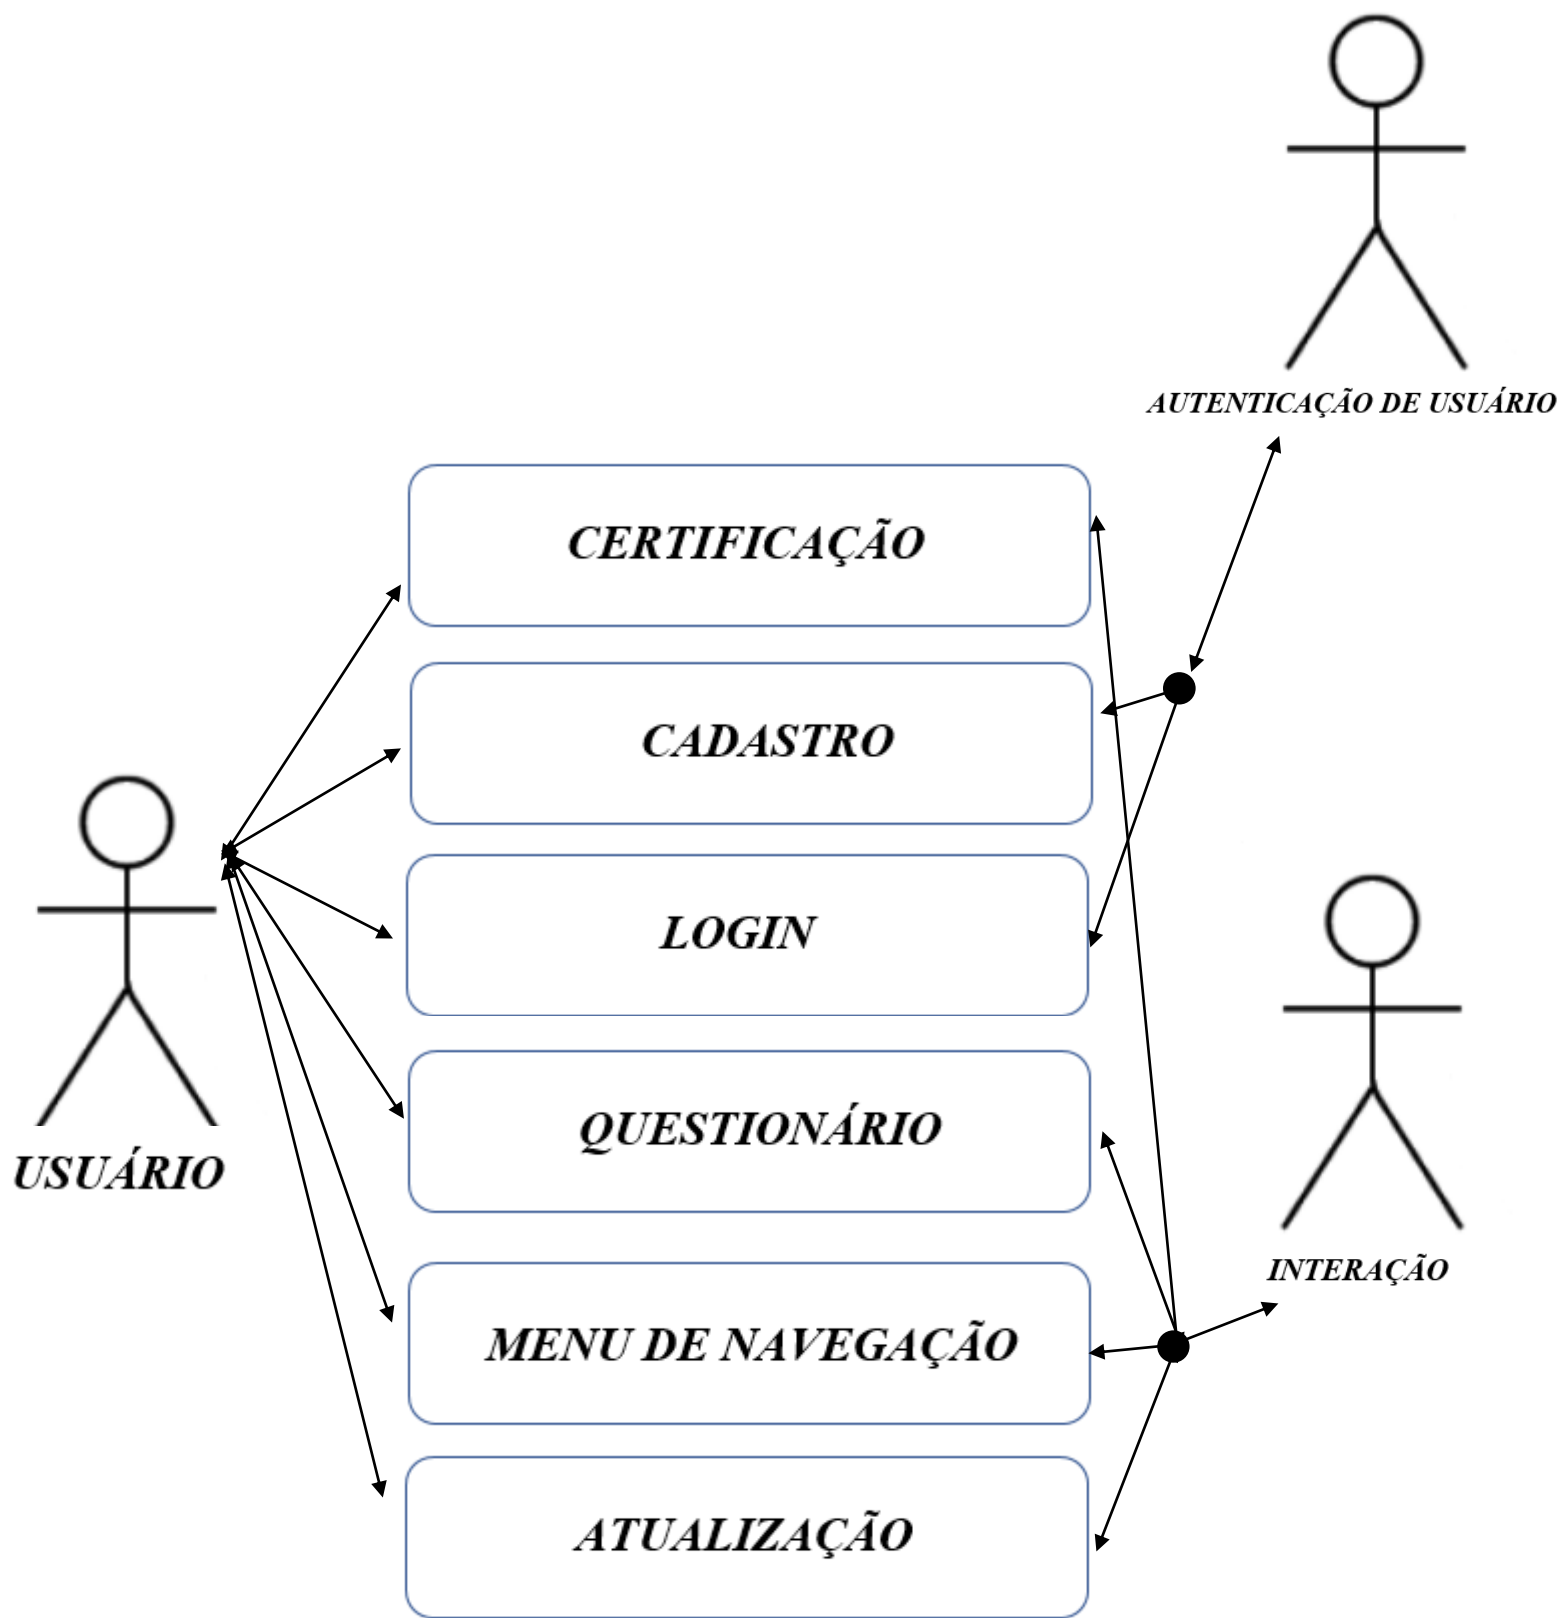 AUTENTICAÇÃO DE USUÁRIO
CERTIFICAÇÃO
CADASTRO
LOGIN
QUESTIONÁRIO
USUÁRIO
INTERAÇÃO
MENU DE NAVEGAÇÃO
ATUALIZAÇÃO